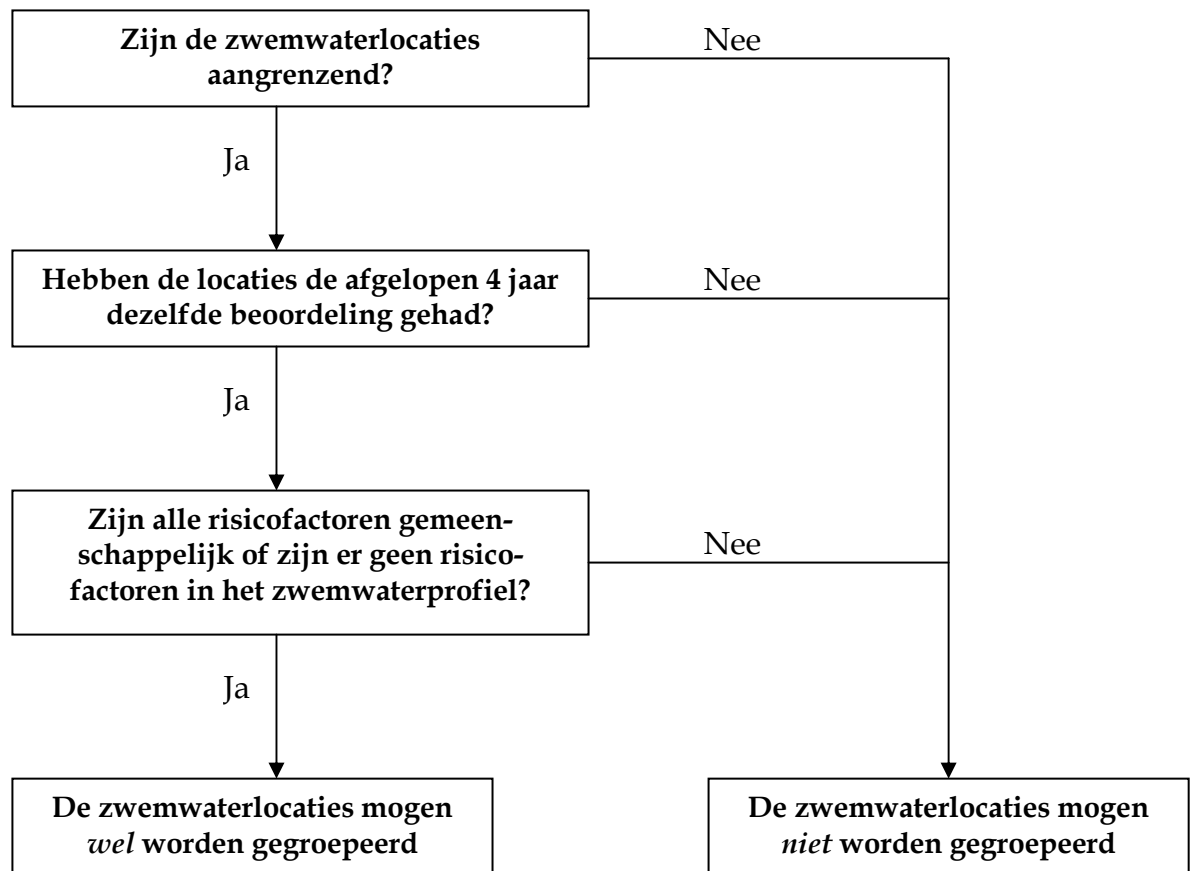 Zijn de zwemwaterlocaties
aangrenzend?
Nee
Ja
Hebben de locaties de afgelopen 4 jaar
dezelfde beoordeling gehad?
Nee
Ja
Zijn alle risicofactoren gemeen-
schappelijk of zijn er geen risico-
factoren in het zwemwaterprofiel?
Nee
Ja
De zwemwaterlocaties mogen
wel worden gegroepeerd
De zwemwaterlocaties mogen
niet worden gegroepeerd